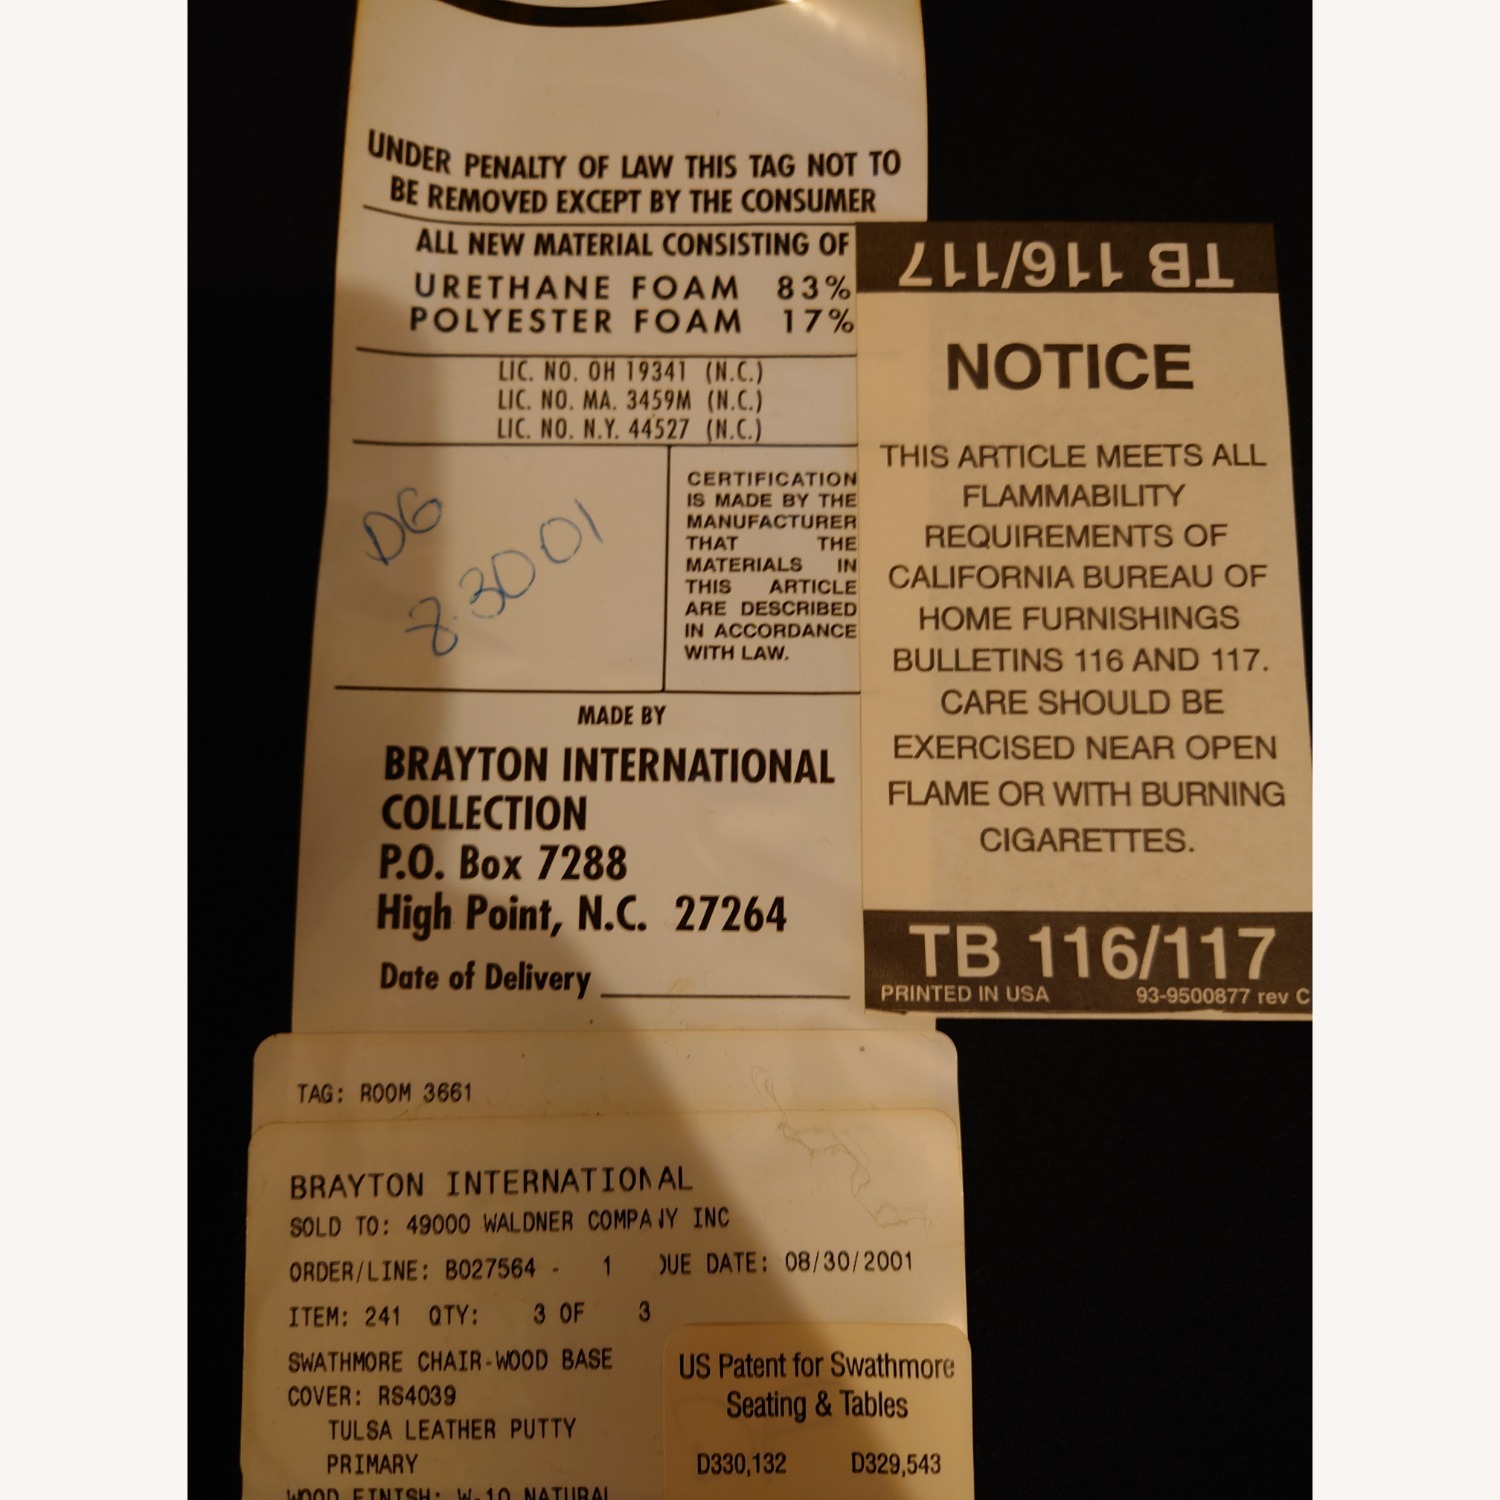 UNDER PENALTY OF LAW THIS TAG NOT TO
BE REMOVED EXCEPT BY THE CONSUMER
ALL NEW MATERIAL CONSISTING OF
URETHANE FOAM 83%
POLYESTER FOAM 17%
LIC. NO. OH 19341 (N.C.)
LIC. NO. MA. 3459M (N.C.)
LIC. NO. N.Y. 44527 (N.C.)
DG
8.30 01
CERTIFICATION
IS MADE BY THE
MANUFACTURER
THAT THE
MATERIALS IN
THIS ARTICLE
ARE DESCRIBED
IN ACCORDANCE
WITH LAW.
MADE BY
BRAYTON INTERNATIONAL
COLLECTION
P.O. Box 7288
High Point, N.C. 27264
Date of Delivery
TB 116/117
NOTICE
THIS ARTICLE MEETS ALL
FLAMMABILITY
REQUIREMENTS OF
CALIFORNIA BUREAU OF
HOME FURNISHINGS
BULLETINS 116 AND 117.
CARE SHOULD BE
EXERCISED NEAR OPEN
FLAME OR WITH BURNING
CIGARETTES.
TB 116/117
PRINTED IN USA 93-9500877 rev C
TAG: ROOM 3661
BRAYTON INTERNATIONAL
SOLD TO: 49000 WALDNER COMPANY INC
ORDER/LINE: B027564 - 1 DUE DATE: 08/30/2001
ITEM: 241 QTY: 3 OF 3
SWATHMORE CHAIR-WOOD BASE
COVER: RS4039
TULSA LEATHER PUTTY
PRIMARY
WOOD FINISH: W-10 NATURAL
US Patent for Swathmore
Seating & Tables
D330,132 D329,543